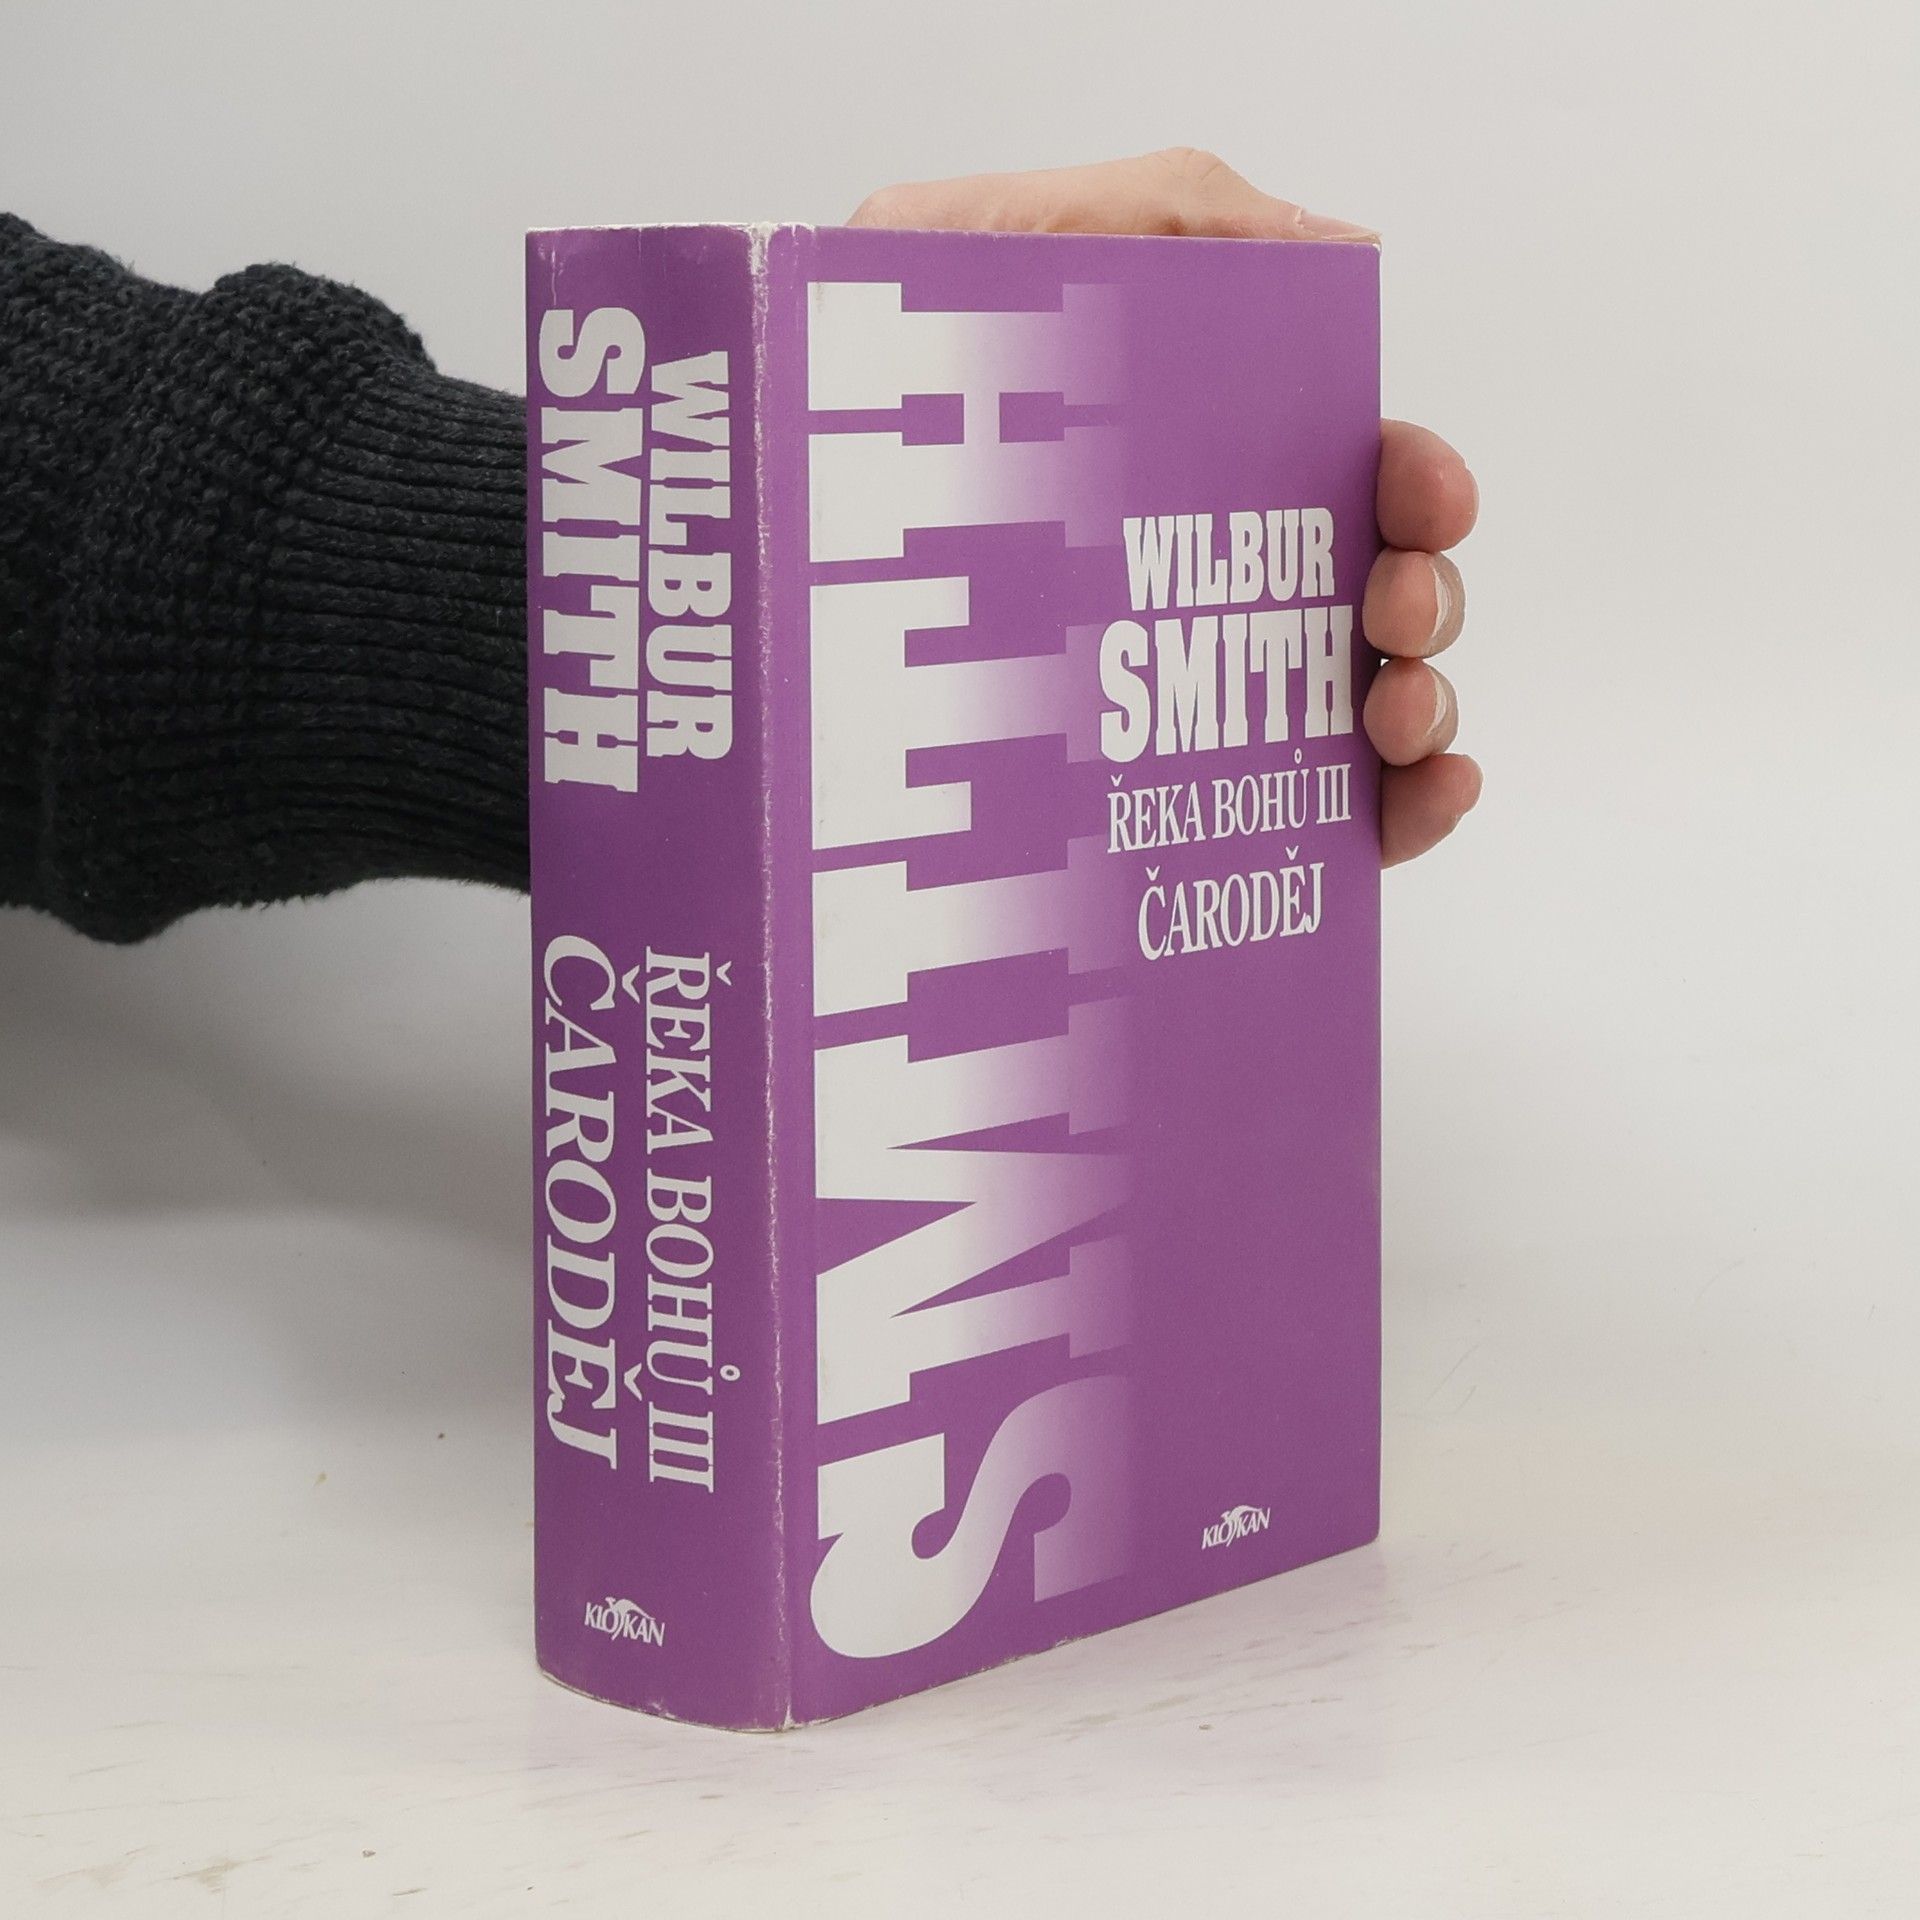 WILBUR
SMITH
ŘEKA BOHŮ III
ČARODĚJ
KLOKAN
SMITH
WILBUR
SMITH
ŘEKA BOHŮ III
ČARODĚJ
KLOKAN